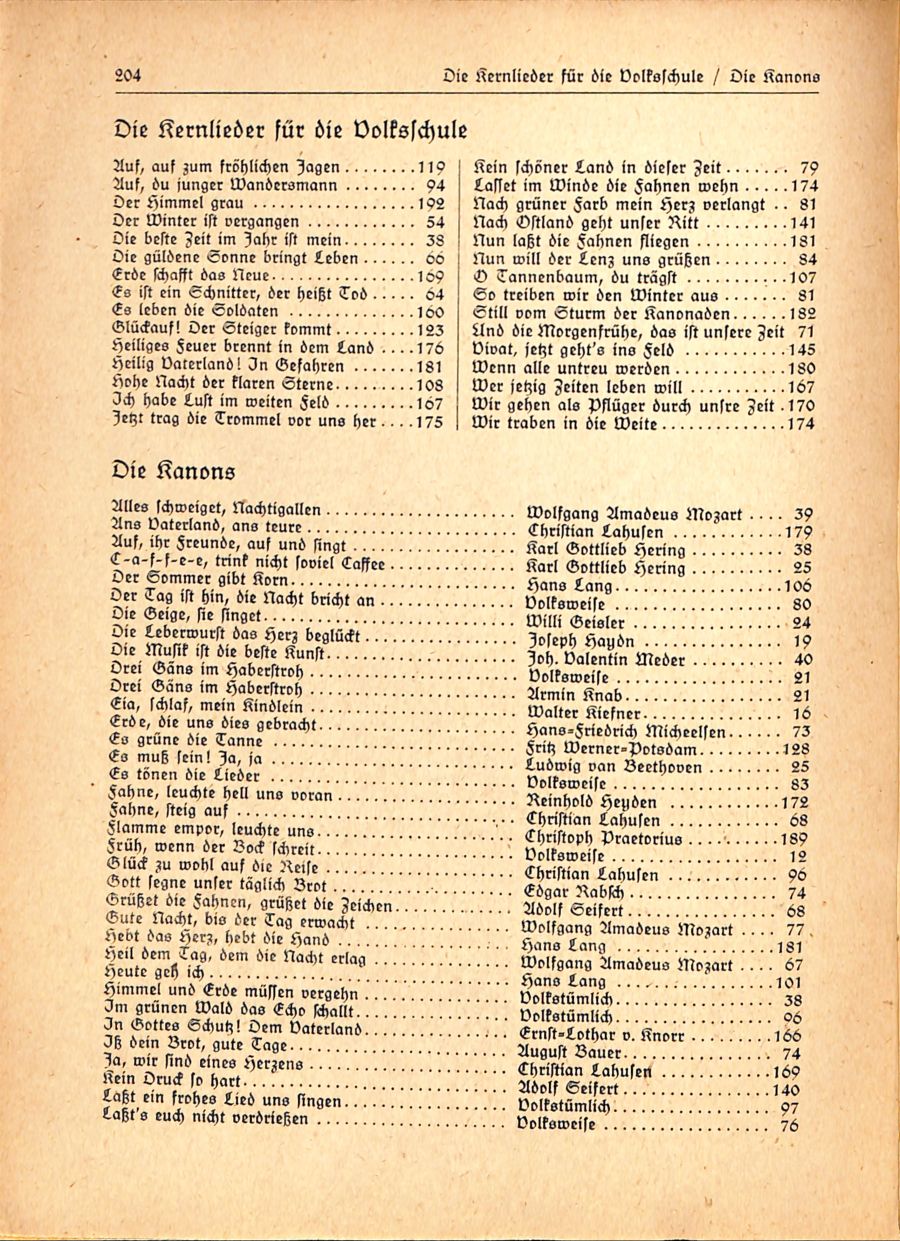 204 Die Kernlieder für die Volksschule / Die Kanons
Die Kernlieder für die Volksschule
Auf, auf zum fröhlichen Jagen ........ 119
Auf, du junger Wandersmann ........ 94
Der Himmel grau ................. 192
Der Winter ist vergangen ............ 54
Die beste Zeit im Jahr ist mein ........ 38
Die güldene Sonne bringt Leben ...... 66
Erde schafft das Neue ................ 169
Es ist ein Schnitter, der heißt Tod ..... 64
Es leben die Soldaten ............... 160
Glückauf! Der Steiger kommt ......... 123
Heiliges Feuer brennt in dem Land .... 176
Heilig Vaterland! In Gefahren ....... 181
Hohe Nacht der klaren Sterne ......... 108
Ich habe Lust im weiten Feld ......... 167
Jetzt trag die Trommel vor uns her .... 175
Kein schöner Land in dieser Zeit ....... 79
Lasset im Winde die Fahnen wehn ..... 174
Nach grüner Farb mein Herz verlangt .. 81
Nach Ostland geht unser Ritt ......... 141
Nun laßt die Fahnen fliegen .......... 181
Nun will der Lenz uns grüßen ......... 84
O Tannenbaum, du trägst ........... 107
So treiben wir den Winter aus ........ 81
Still vom Sturm der Kanonaden ...... 182
Und die Morgenfrühe, das ist unsere Zeit 71
Vivat, jetzt geht's ins Feld ........... 145
Wenn alle untreu werden ............ 180
Wer jetzig Zeiten leben will .......... 167
Wir gehen als Pflüger durch unsre Zeit . 170
Wir traben in die Weite .............. 174
Die Kanons
Alles schweiget, Nachtigallen .................... Wolfgang Amadeus Mozart .... 39
Ans Vaterland, ans teure ...................... Christian Lahusen ........... 179
Auf, ihr Freunde, auf und singt ................. Karl Gottlieb Hering .......... 38
C-a-f-f-e-e, trink nicht soviel Caffee ............. Karl Gottlieb Hering .......... 25
Der Sommer gibt Korn ........................ Hans Lang .................. 106
Der Tag ist hin, die Nacht bricht an .............. Volksweise .................. 80
Die Geige, sie singet .......................... Willi Geisler ................ 24
Die Leberwurst das Herz beglückt ................ Joseph Haydn ............... 19
Die Musik ist die beste Kunst .................... Joh. Valentin Meder .......... 40
Drei Gäns im Haberstroh ...................... Volksweise .................. 21
Drei Gäns im Haberstroh ...................... Armin Knab ................. 21
Eia, schlaf, mein Kindlein ..................... Walter Kiefner ............... 16
Erde, die uns dies gebracht ..................... Hans-Friedrich Micheelsen ...... 73
Es grüne die Tanne .......................... Fritz Werner-Potsdam ......... 128
Es muß sein! Ja, ja .......................... Ludwig van Beethoven ........ 25
Es tönen die Lieder .......................... Volksweise .................. 83
Fahne, leuchte hell uns voran ................... Reinhold Heyden ............ 172
Fahne, steig auf .............................. Christian Lahusen ............ 68
Flamme empor, leuchte uns ..................... Christoph Praetorius .......... 189
Früh, wenn der Bock schreit ..................... Volksweise .................. 12
Glück zu wohl auf die Reise .................... Christian Lahusen ............ 96
Gott segne unser täglich Brot ................... Edgar Rabsch ................ 74
Grüßet die Fahnen, grüßet die Zeichen ............ Adolf Seifert ................ 68
Gute Nacht, bis der Tag erwacht ................ Wolfgang Amadeus Mozart .... 77
Hebt das Herz, hebt die Hand ................... Hans Lang .................. 181
Heil dem Tag, dem die Nacht erlag ............... Wolfgang Amadeus Mozart .... 67
Heute geh ich ................................ Hans Lang .................. 101
Himmel und Erde müssen vergehn ................ Volkstümlich ................ 38
Im grünen Wald das Echo schallt ................. Volkstümlich ................ 96
In Gottes Schutz! Dem Vaterland ................ Ernst-Lothar v. Knorr ......... 166
Iß dein Brot, gute Tage ........................ August Bauer ................ 74
Ja, wir sind eines Herzens ...................... Christian Lahusen ............ 169
Kein Druck so hart ............................ Adolf Seifert ................ 140
Laßt ein frohes Lied uns singen .................. Volkstümlich ................ 97
Laßt's euch nicht verdrießen .................... Volksweise .................. 76